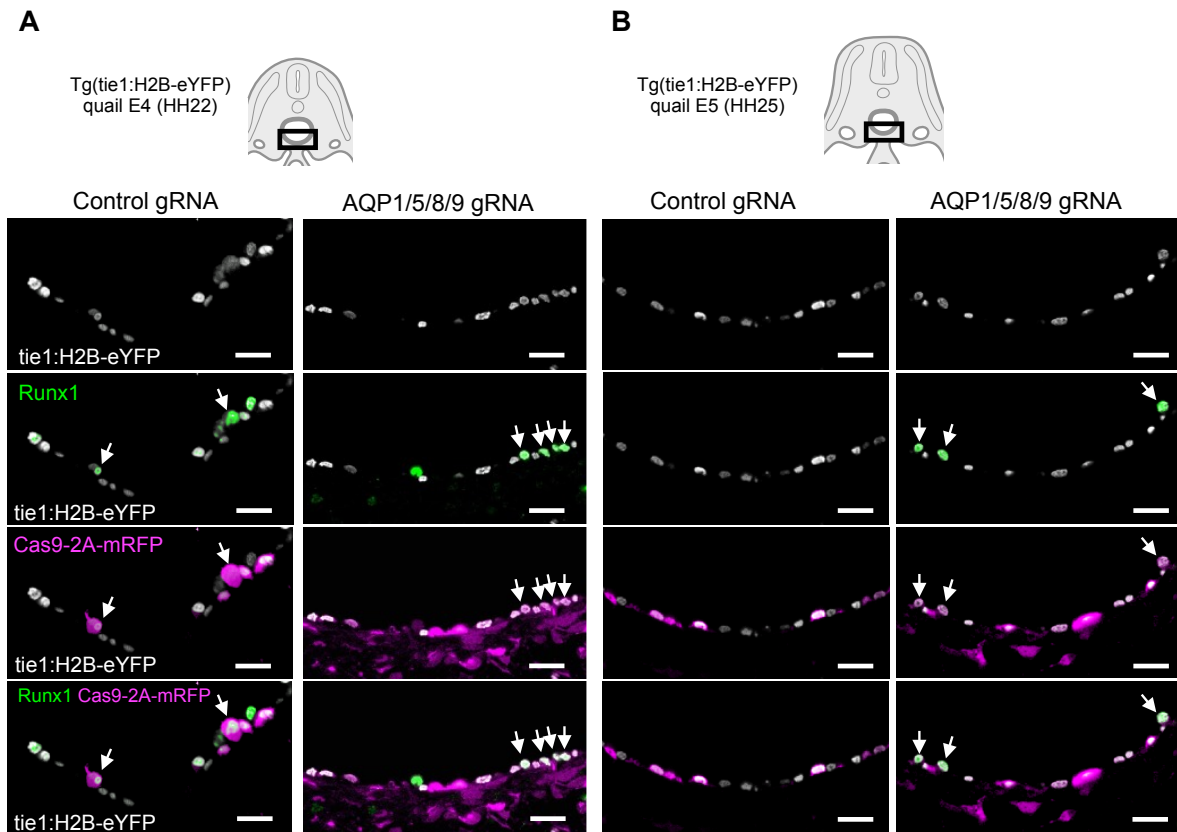 A
B
Tg(tie1:H2B-eYFP)
quail E4 (HH22)
Tg(tie1:H2B-eYFP)
quail E5 (HH25)
Control gRNA
AQP1/5/8/9 gRNA
Control gRNA
AQP1/5/8/9 gRNA
tie1:H2B-eYFP
Runx1
tie1:H2B-eYFP
Cas9-2A-mRFP
tie1:H2B-eYFP
Runx1 Cas9-2A-mRFP
tie1:H2B-eYFP